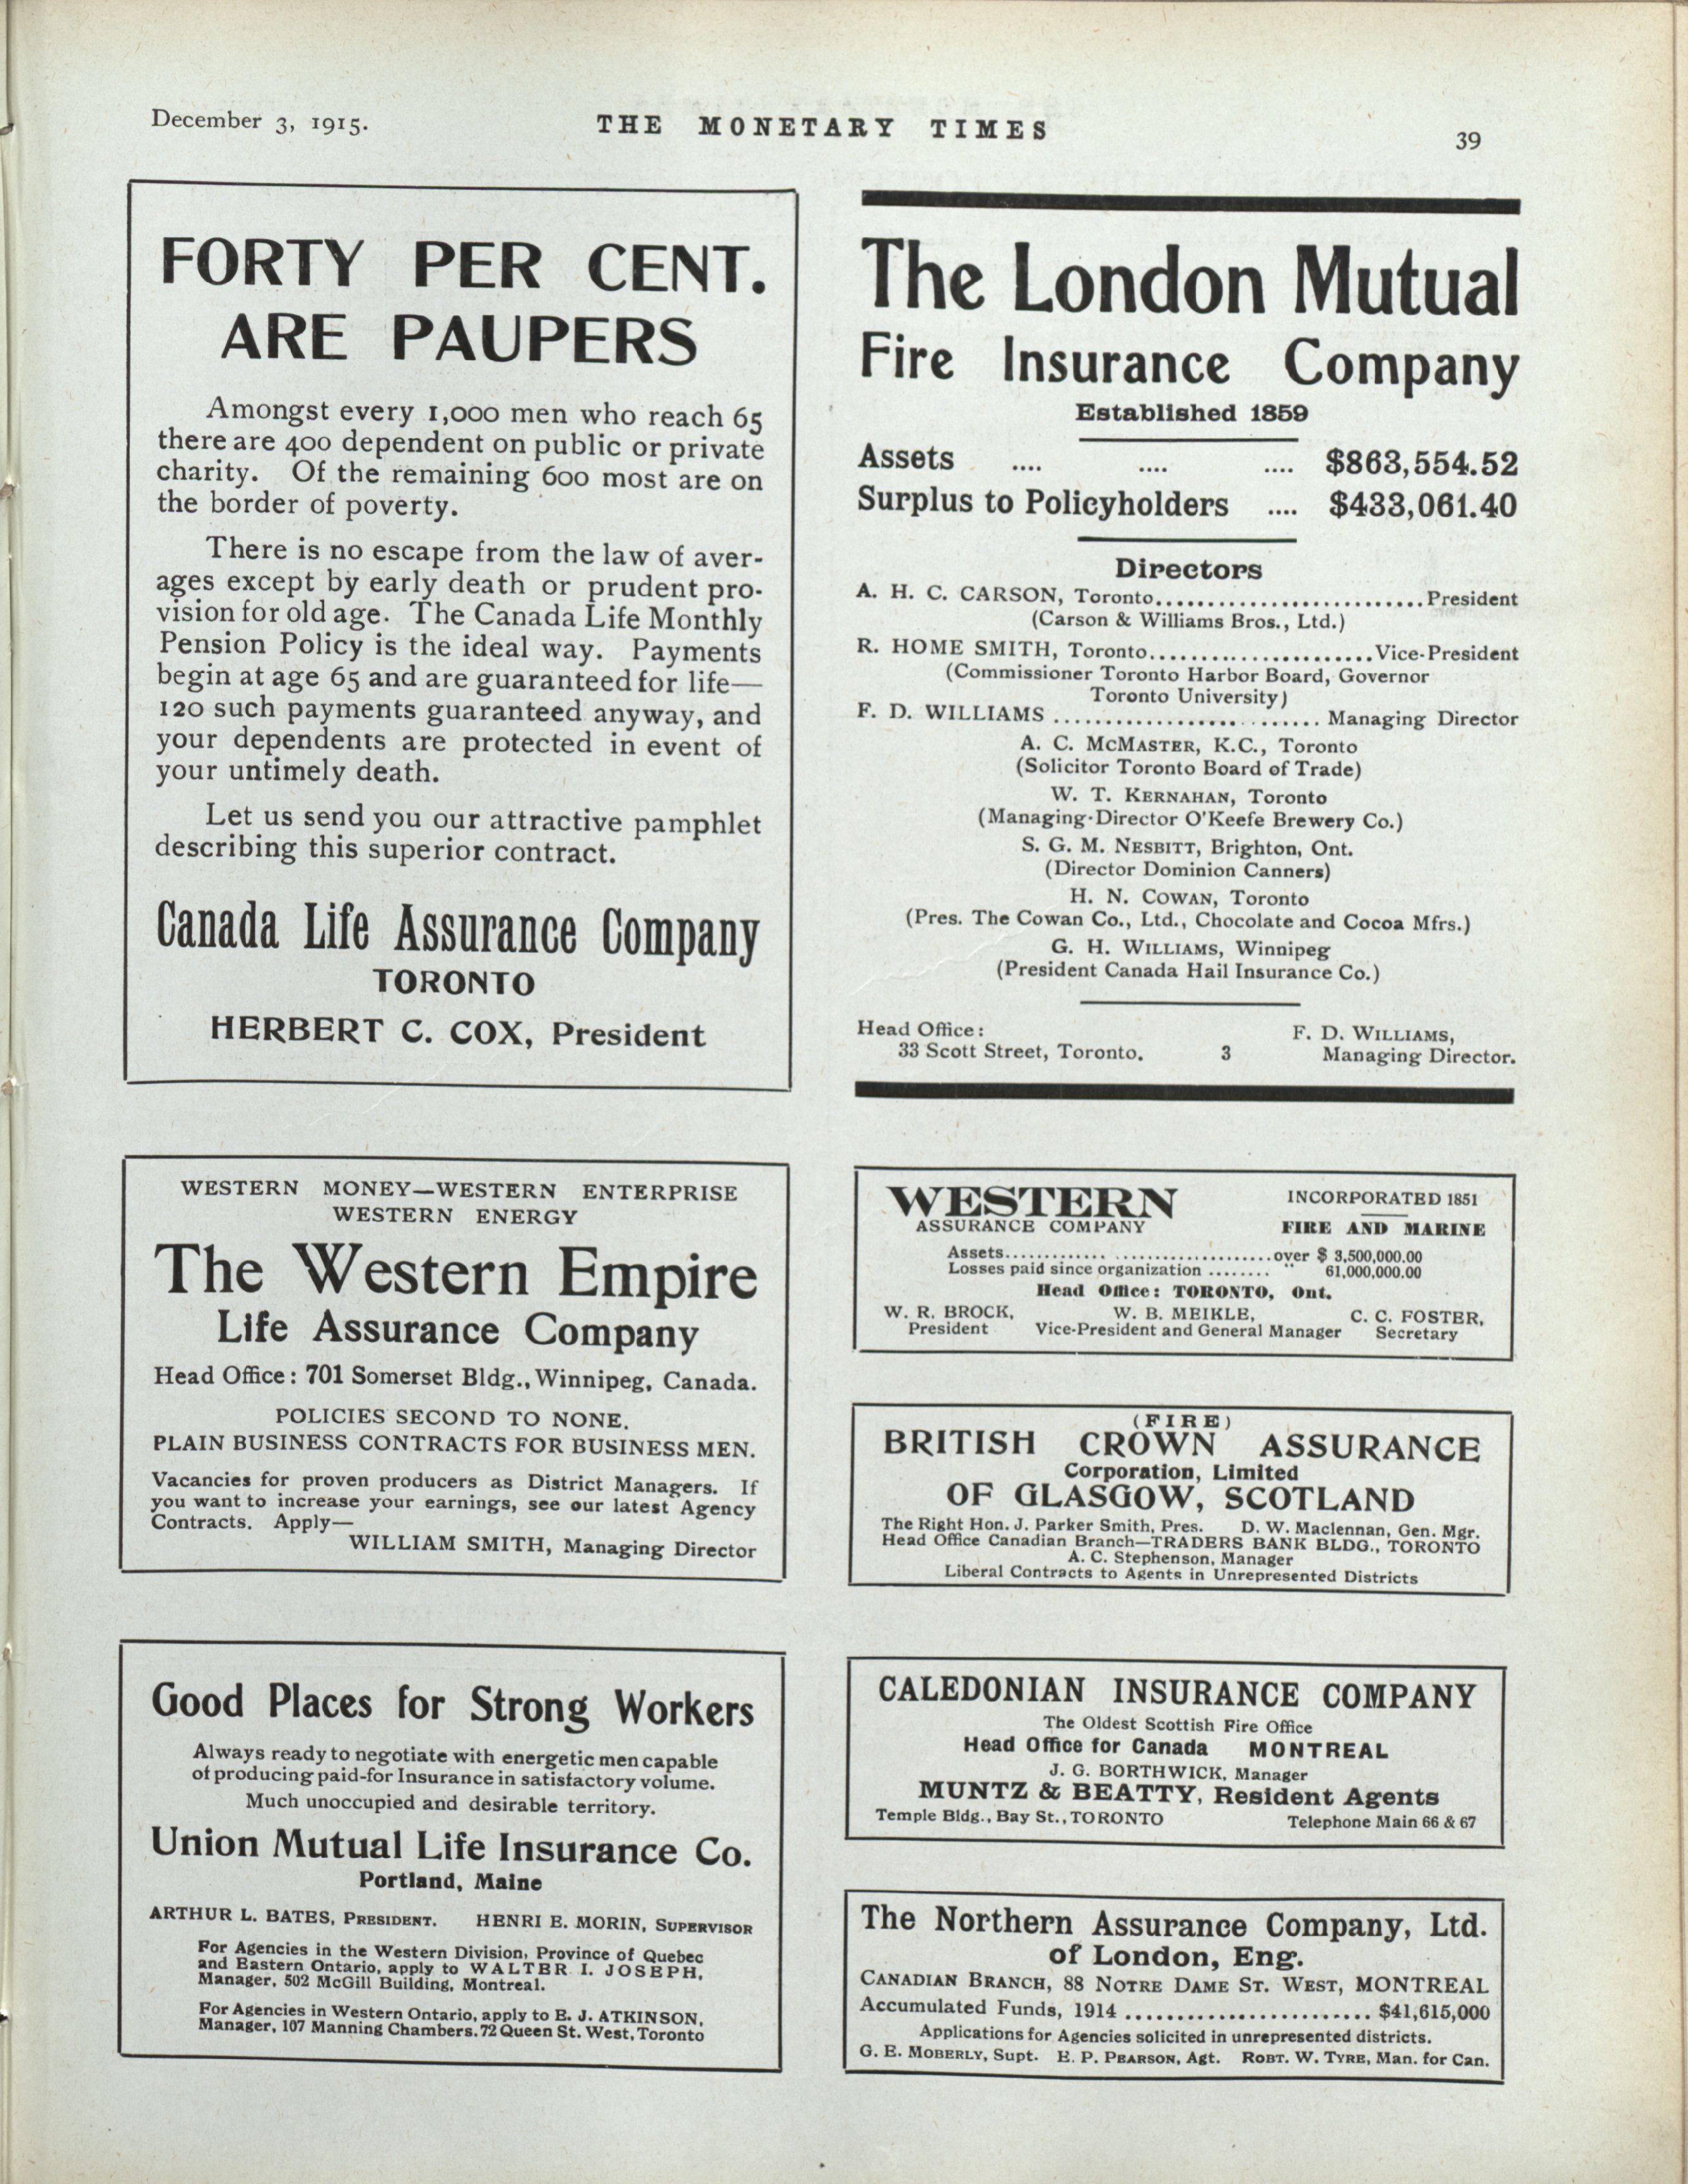 December 3, 1915.
THE MONETARY TIMES
39
FORTY PER CENT.
ARE PAUPERS
Amongst every 1,000 men who reach 65
there are 400 dependent on public or private
charity. Of the remaining 600 most are on
the border of poverty.
There is no escape from the law of aver-
ages except by early death or prudent pro-
vision for old age. The Canada Life Monthly
Pension Policy is the ideal way. Payments
begin at age 65 and are guaranteed for life—
120 such payments guaranteed anyway, and
your dependents are protected in event of
your untimely death.
Let us send you our attractive pamphlet
describing this superior contract.
Canada Life Assurance Company
TORONTO
HERBERT C. COX, President
WESTERN MONEY—WESTERN ENTERPRISE
WESTERN ENERGY
The Western Empire
Life Assurance Company
Head Office: 701 Somerset Bldg., Winnipeg, Canada.
POLICIES SECOND TO NONE.
PLAIN BUSINESS CONTRACTS FOR BUSINESS MEN.
Vacancies for proven producers as District Managers. If
you want to increase your earnings, see our latest Agency
Contracts. Apply—
WILLIAM SMITH, Managing Director
Good Places for Strong Workers
Always ready to negotiate with energetic men capable
of producing paid-for Insurance in satisfactory volume.
Much unoccupied and desirable territory.
Union Mutual Life Insurance Co.
Portland, Maine
ARTHUR L. BATES, PRESIDENT. HENRI E. MORIN, SUPERVISOR
For Agencies in the Western Division, Province of Quebec
and Eastern Ontario, apply to WALTER I. JOSEPH,
Manager, 502 McGill Building, Montreal.
For Agencies in Western Ontario, apply to E. J. ATKINSON,
Manager, 107 Manning Chambers, 72 Queen St. West, Toronto
The London Mutual
Fire Insurance Company
Established 1859
Assets .... .... .... $863,554.52
Surplus to Policyholders .... $433,061.40
Directors
A. H. C. CARSON, Toronto..........................President
(Carson & Williams Bros., Ltd.)
R. HOME SMITH, Toronto......................Vice-President
(Commissioner Toronto Harbor Board, Governor
Toronto University)
F. D. WILLIAMS .......................... Managing Director
A. C. MCMASTER, K.C., Toronto
(Solicitor Toronto Board of Trade)
W. T. KERNAHAN, Toronto
(Managing-Director O'Keefe Brewery Co.)
S. G. M. NESBITT, Brighton, Ont.
(Director Dominion Canners)
H. N. COWAN, Toronto
(Pres. The Cowan Co., Ltd., Chocolate and Cocoa Mfrs.)
G. H. WILLIAMS, Winnipeg
(President Canada Hail Insurance Co.)
Head Office: F. D. WILLIAMS,
33 Scott Street, Toronto. 3 Managing Director.
WESTERN INCORPORATED 1851
ASSURANCE COMPANY FIRE AND MARINE
Assets..................................over $ 3,500,000.00
Losses paid since organization ........ " 61,000,000.00
Head Office: TORONTO, Ont.
W. R. BROCK, W. B. MEIKLE, C. C. FOSTER,
President Vice-President and General Manager Secretary
(FIRE)
BRITISH CROWN ASSURANCE
Corporation, Limited
OF GLASGOW, SCOTLAND
The Right Hon. J. Parker Smith, Pres. D. W. Maclennan, Gen. Mgr.
Head Office Canadian Branch—TRADERS BANK BLDG., TORONTO
A. C. Stephenson, Manager
Liberal Contracts to Agents in Unrepresented Districts
CALEDONIAN INSURANCE COMPANY
The Oldest Scottish Fire Office
Head Office for Canada MONTREAL
J. G. BORTHWICK, Manager
MUNTZ & BEATTY, Resident Agents
Temple Bldg., Bay St., TORONTO Telephone Main 66 & 67
The Northern Assurance Company, Ltd.
of London, Eng.
CANADIAN BRANCH, 88 NOTRE DAME ST. WEST, MONTREAL
Accumulated Funds, 1914 ........................ $41,615,000
Applications for Agencies solicited in unrepresented districts.
G. E. MOBERLY, Supt. E. P. PEARSON, Agt. ROBT. W. TYRE, Man. for Can.